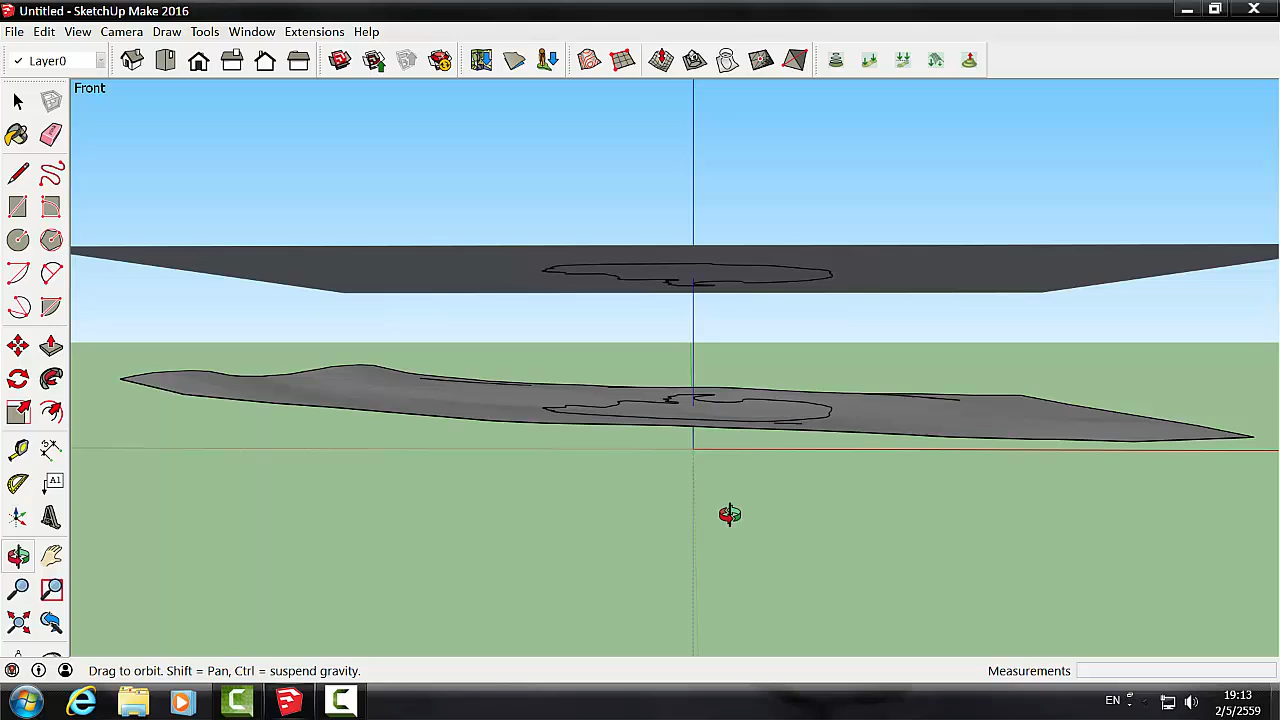 Untitled - SketchUp Make 2016
File Edit Camera Draw Tools Window Extensions Help
Layer0
Front
A1
Drag to orbit. Shift = Pan, Ctrl = suspend gravity.
Measurements
EN
19:13
2/5/2559